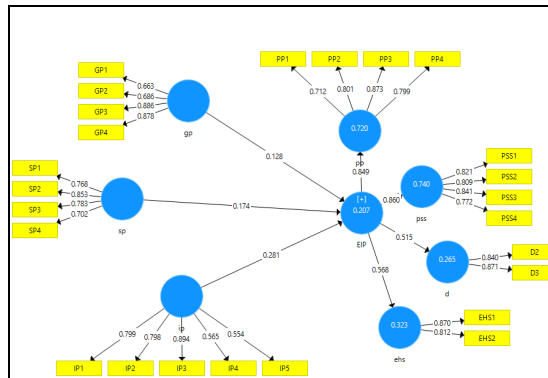 PP1 PP2 PP3 PP4
GP1
GP2
GP3
GP4
0.663
0.686
0.886
0.878
gp
0.712
0.801
0.873
0.799
0.720
pp
SP1
SP2
SP3
SP4
0.768
0.853
0.783
0.702
sp
0.128
0.174
0.281
0.849
[+]
0.207
EIP
0.860
0.740
pss
0.821
0.809
0.841
0.772
PSS1
PSS2
PSS3
PSS4
0.515
0.265
d
0.840
0.871
D2
D3
0.568
0.323
ehs
0.870
0.812
EHS1
EHS2
ip
0.799
0.798
0.894
0.565
0.554
IP1 IP2 IP3 IP4 IP5